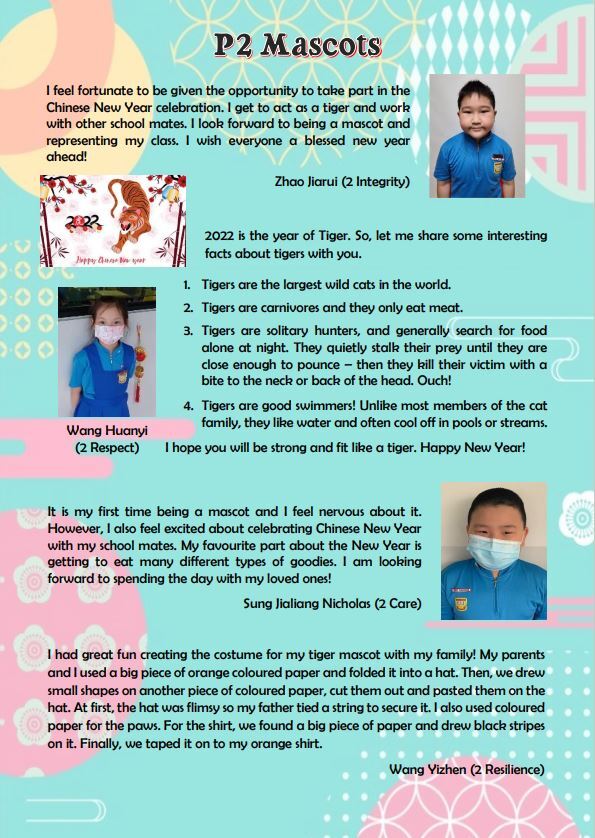 P2 Mascots
I feel fortunate to be given the opportunity to take part in the
Chinese New Year celebration. I get to act as a tiger and work
with other school mates. I look forward to being a mascot and
representing my class. I wish everyone a blessed new year
ahead!
Zhao Jiarui (2 Integrity)
2022
Happy Chinese New year
2022 is the year of Tiger. So, let me share some interesting
facts about tigers with you.
1. Tigers are the largest wild cats in the world.
2. Tigers are carnivores and they only eat meat.
3. Tigers are solitary hunters, and generally search for food
alone at night. They quietly stalk their prey until they are
close enough to pounce – then they kill their victim with a
bite to the neck or back of the head. Ouch!
4. Tigers are good swimmers! Unlike most members of the cat
family, they like water and often cool off in pools or streams.
Wang Huanyi
(2 Respect)
I hope you will be strong and fit like a tiger. Happy New Year!
It is my first time being a mascot and I feel nervous about it.
However, I also feel excited about celebrating Chinese New Year
with my school mates. My favourite part about the New Year is
getting to eat many different types of goodies. I am looking
forward to spending the day with my loved ones!
Sung Jialiang Nicholas (2 Care)
I had great fun creating the costume for my tiger mascot with my family! My parents
and I used a big piece of orange coloured paper and folded it into a hat. Then, we drew
small shapes on another piece of coloured paper, cut them out and pasted them on the
hat. At first, the hat was flimsy so my father tied a string to secure it. I also used coloured
paper for the paws. For the shirt, we found a big piece of paper and drew black stripes
on it. Finally, we taped it on to my orange shirt.
Wang Yizhen (2 Resilience)